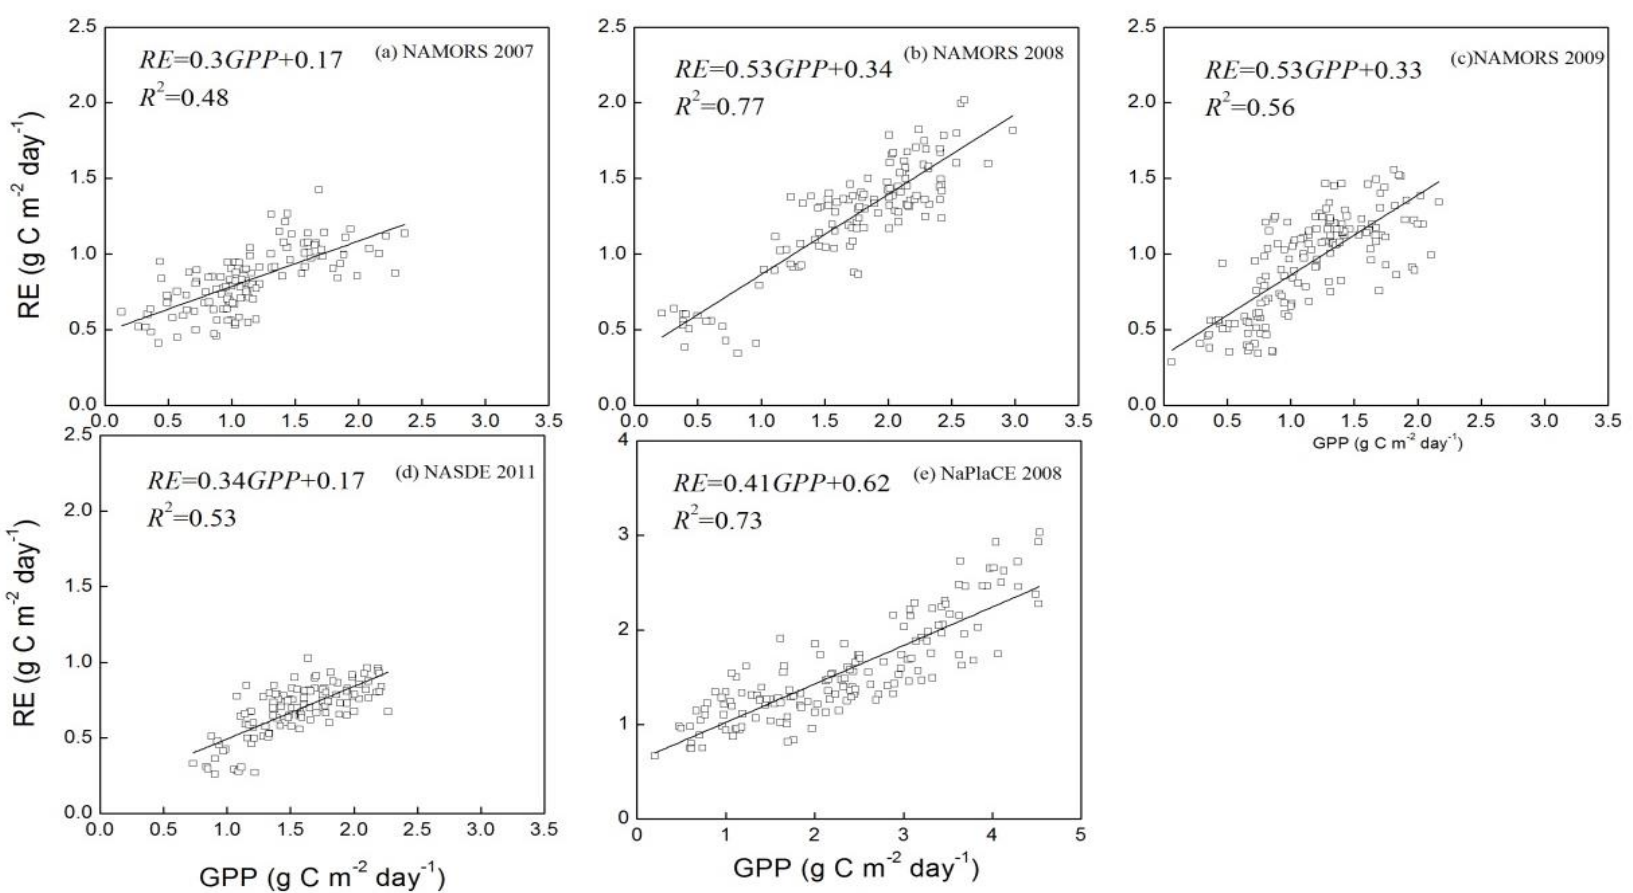 2.5
2.0
1.5
1.0
0.5
0.0
RE (g C m⁻² day⁻¹)
RE=0.3GPP+0.17
R²=0.48
(a) NAMORS 2007
0.0 0.5 1.0 1.5 2.0 2.5 3.0 3.5
2.5
2.0
1.5
1.0
0.5
0.0
RE=0.53GPP+0.34
R²=0.77
(b) NAMORS 2008
0.0 0.5 1.0 1.5 2.0 2.5 3.0 3.5
2.5
2.0
1.5
1.0
0.5
0.0
RE=0.53GPP+0.33
R²=0.56
(c)NAMORS 2009
0.0 0.5 1.0 1.5 2.0 2.5 3.0 3.5
GPP (g C m⁻² day⁻¹)
2.5
2.0
1.5
1.0
0.5
0.0
RE (g C m⁻² day⁻¹)
RE=0.34GPP+0.17
R²=0.53
(d) NASDE 2011
0.0 0.5 1.0 1.5 2.0 2.5 3.0 3.5
GPP (g C m⁻² day⁻¹)
4
3
2
1
0
RE=0.41GPP+0.62
R²=0.73
(e) NaPlaCE 2008
0 1 2 3 4 5
GPP (g C m⁻² day⁻¹)